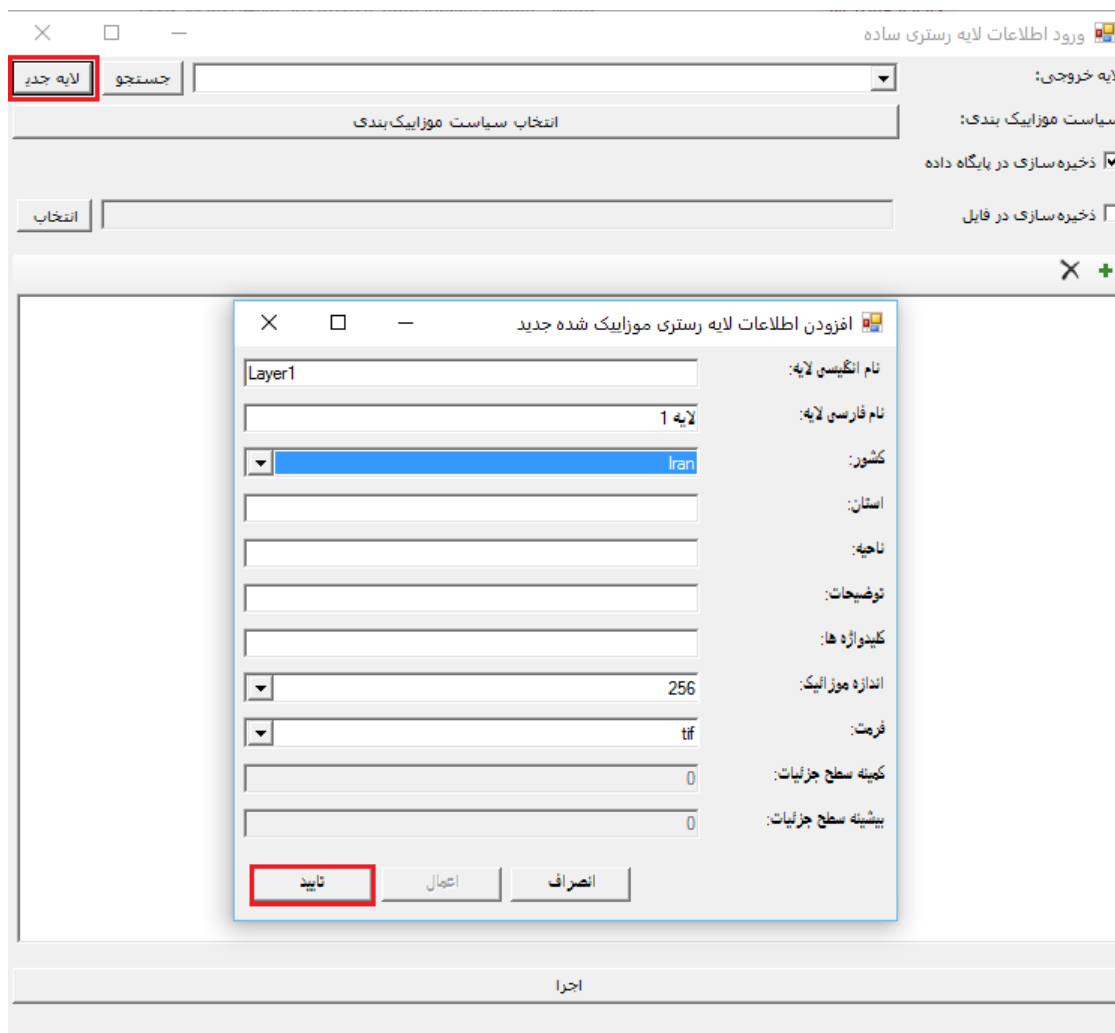 ورود اطلاعات لایه رستری ساده
لایه خروجی:
جستجو
لایه جدید
سیاست موزاییک بندی:
انتخاب سیاست موزاییک‌بندی
ذخیره‌سازی در پایگاه داده
ذخیره‌سازی در فایل
انتخاب
افزودن اطلاعات لایه رستری موزاییک شده جدید
نام انگیسی لایه:
Layer1
نام فارسی لایه:
لایه 1
کشور:
Iran
استان:
ناحیه:
توضیحات:
کلیدواژه ها:
اندازه موزائیک:
256
فرمت:
tif
کمینه سطح جزئیات:
0
بیشینه سطح جزئیات:
0
انصراف
اعمال
تایید
اجرا